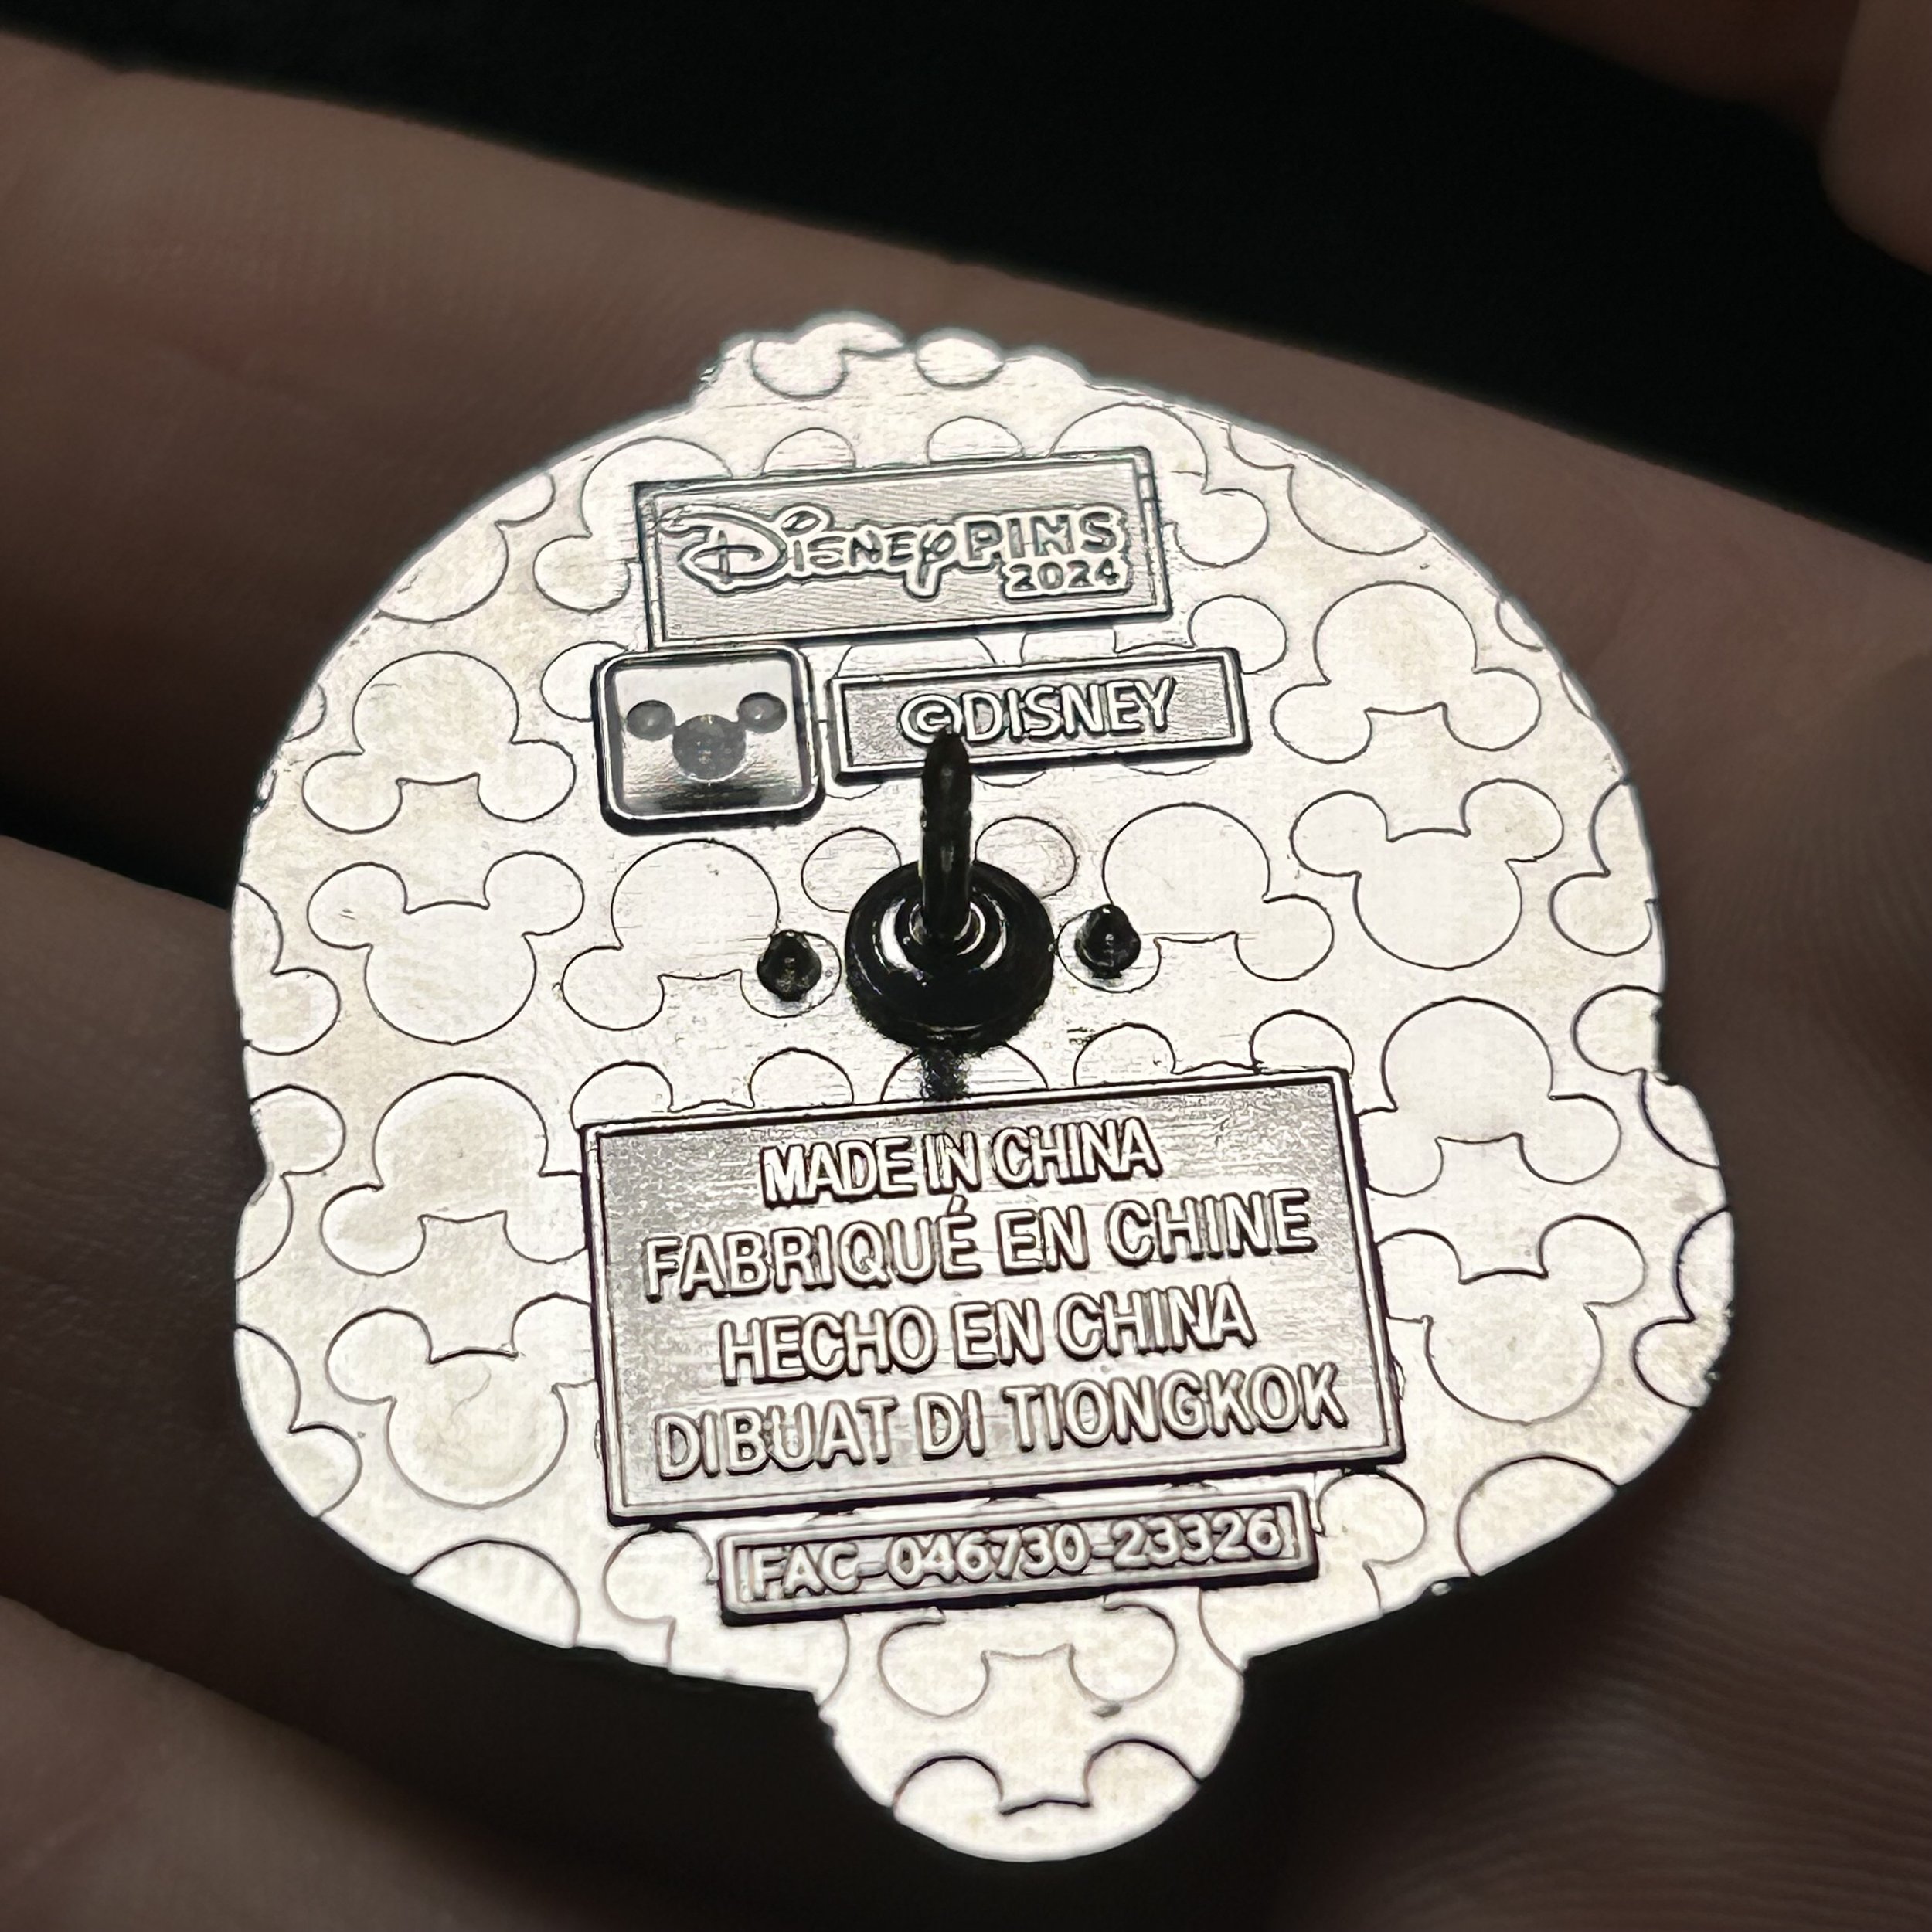 Disney PINS
2024
©DISNEY
MADE IN CHINA
FABRIQUÉ EN CHINE
HECHO EN CHINA
DIBUAT DI TIONGKOK
FAC-046730-23326